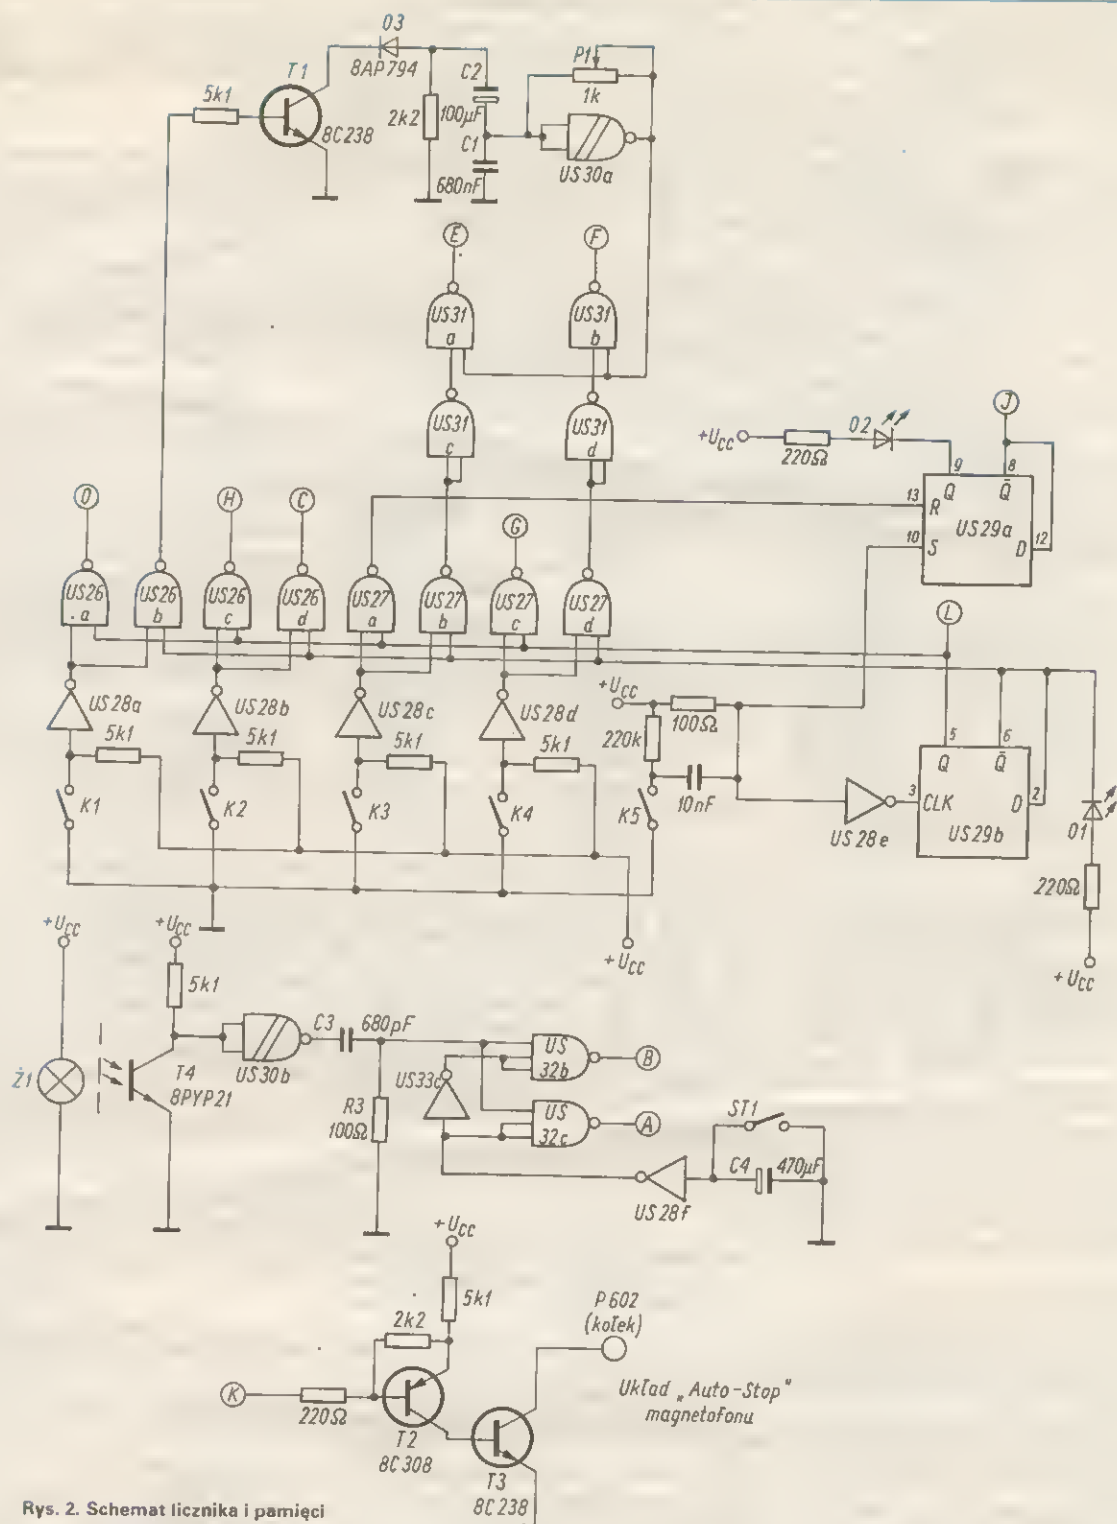 D3
BAP794
T1
5k1
BC238
2k2
C2
100µF
C1
680nF
P1
1k
US30a
E
F
US31 a
US31 b
US31 c
US31 d
J
+UCC
220Ω
D2
9
8
Q
Q̄
13
R
US29a
10
S
D
12
D
H
C
G
US26 a
US26 b
US26 c
US26 d
US27 a
US27 b
US27 c
US27 d
L
US28a
US28b
US28c
US28d
5k1
5k1
5k1
5k1
K1
K2
K3
K4
+UCC
100Ω
220k
10nF
K5
US28e
5
6
Q
Q̄
3
CLK
D
2
US29b
D1
220Ω
+UCC
+UCC
+UCC
+UCC
5k1
Ż1
T4
BPYP21
US30b
C3
680pF
R3
100Ω
US33c
US 32b
B
US 32c
A
ST1
C4
470µF
US28f
+UCC
5k1
2k2
K
220Ω
T2
BC308
T3
BC238
P602
(kołek)
Układ „Auto-Stop"
magnetofonu
Rys. 2. Schemat licznika i pamięci